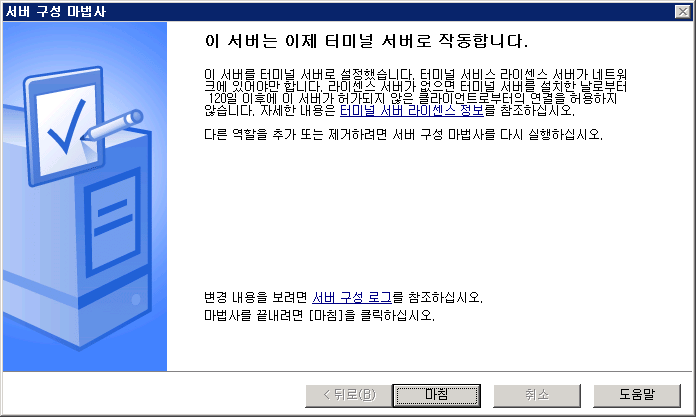 서버 구성 마법사
이 서버는 이제 터미널 서버로 작동합니다.
이 서버를 터미널 서버로 설정했습니다. 터미널 서비스 라이센스 서버가 네트워
크에 있어야만 합니다. 라이센스 서버가 없으면 터미널 서버를 설치한 날로부터
120일 이후에 이 서버가 허가되지 않은 클라이언트로부터의 연결을 허용하지
않습니다. 자세한 내용은 터미널 서버 라이센스 정보를 참조하십시오.
다른 역할을 추가 또는 제거하려면 서버 구성 마법사를 다시 실행하십시오.
변경 내용을 보려면 서버 구성 로그를 참조하십시오.
마법사를 끝내려면 [마침]을 클릭하십시오.
< 뒤로(B) 마침 취소 도움말